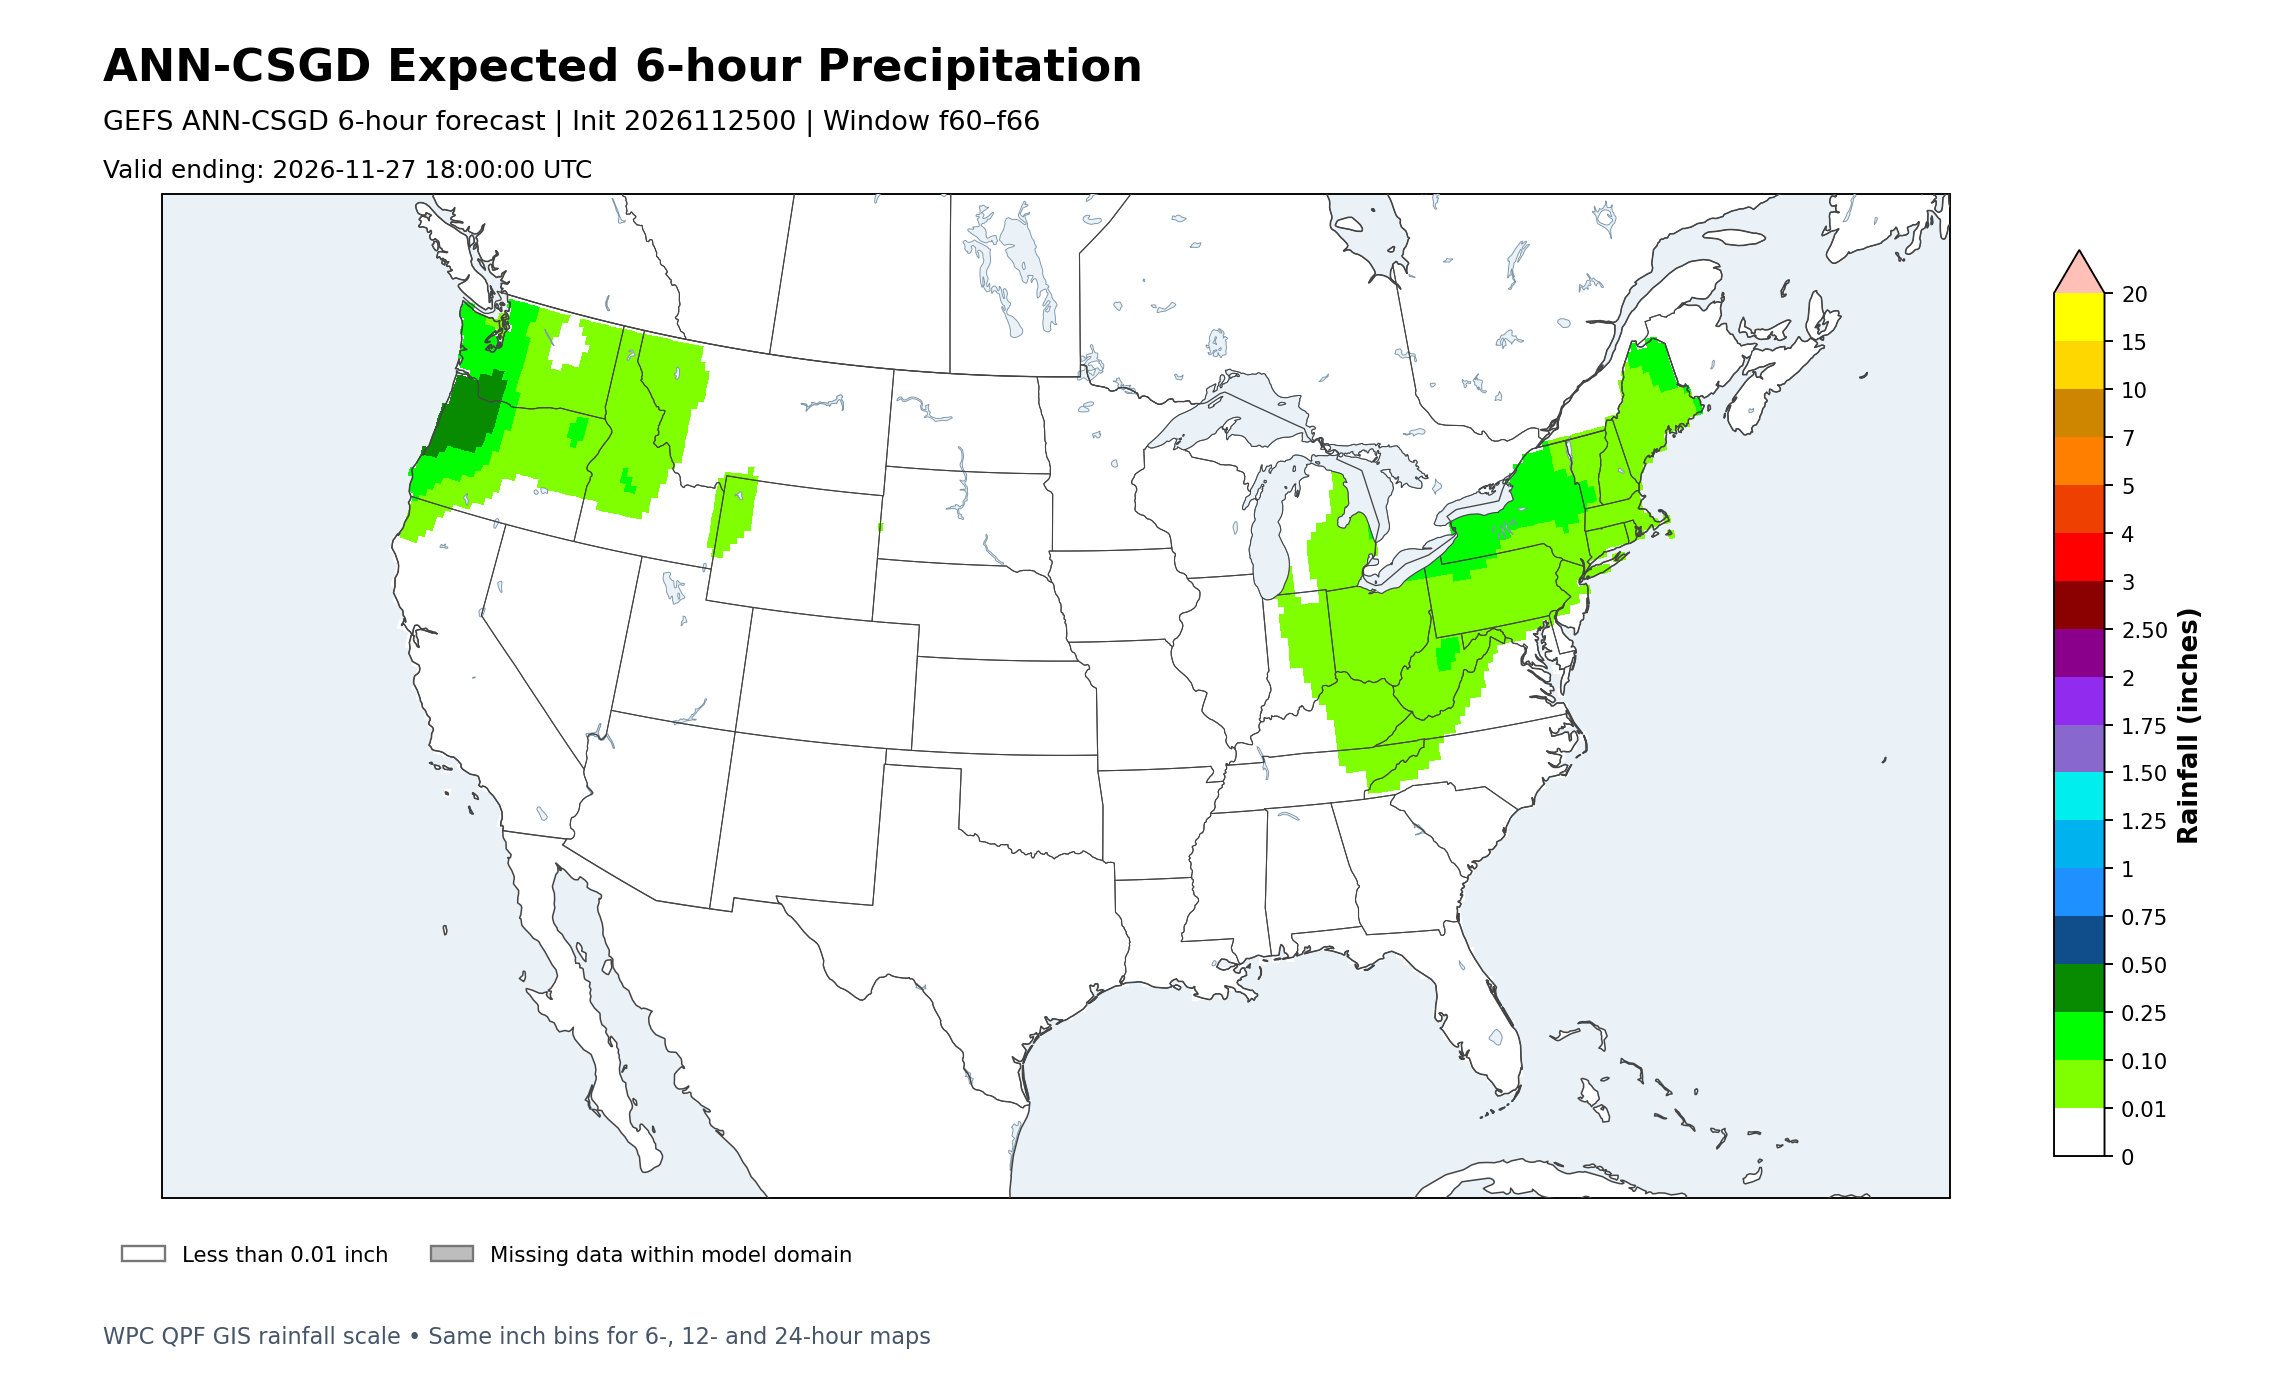 ANN-CSGD Expected 6-hour Precipitation
GEFS ANN-CSGD 6-hour forecast | Init 2026112500 | Window f60–f66
Valid ending: 2026-11-27 18:00:00 UTC
20
15
10
7
5
4
3
2.50
2
1.75
1.50
1.25
1
0.75
0.50
0.25
0.10
0.01
0
Rainfall (inches)
Less than 0.01 inch
Missing data within model domain
WPC QPF GIS rainfall scale • Same inch bins for 6-, 12- and 24-hour maps